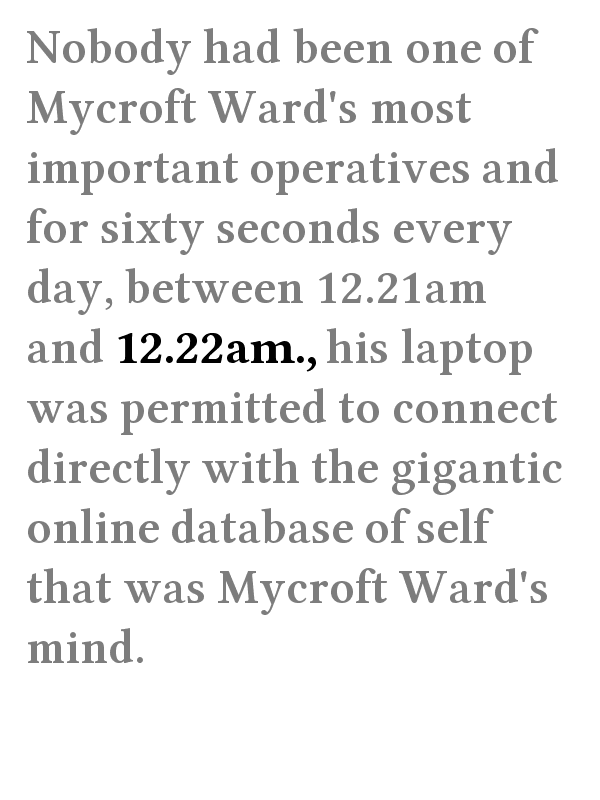 Nobody had been one of
Mycroft Ward's most
important operatives and
for sixty seconds every
day, between 12.21am
and 12.22am., his laptop
was permitted to connect
directly with the gigantic
online database of self
that was Mycroft Ward's
mind.